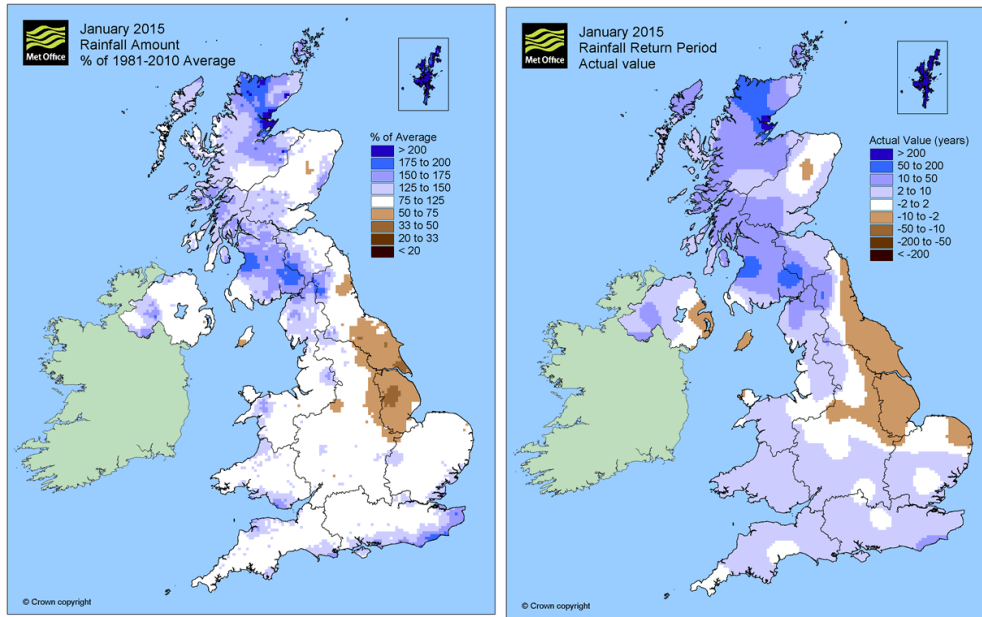 Met Office
January 2015
Rainfall Amount
% of 1981-2010 Average
% of Average
> 200
175 to 200
150 to 175
125 to 150
75 to 125
50 to 75
33 to 50
20 to 33
< 20
© Crown copyright
Met Office
January 2015
Rainfall Return Period
Actual value
Actual Value (years)
> 200
50 to 200
10 to 50
2 to 10
-2 to 2
-10 to -2
-50 to -10
-200 to -50
< -200
© Crown copyright